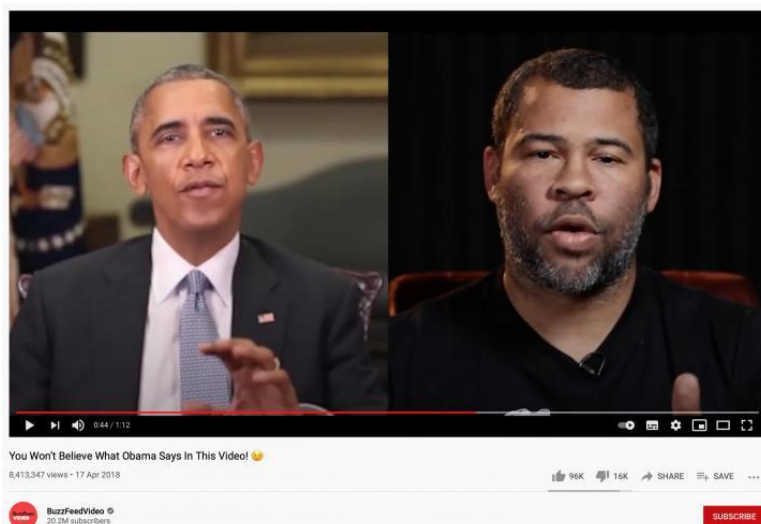 0:44 / 1:12
You Won't Believe What Obama Says In This Video! 😉
8,413,347 views • 17 Apr 2018
96K 16K SHARE SAVE
BuzzFeedVideo
20.2M subscribers
SUBSCRIBE